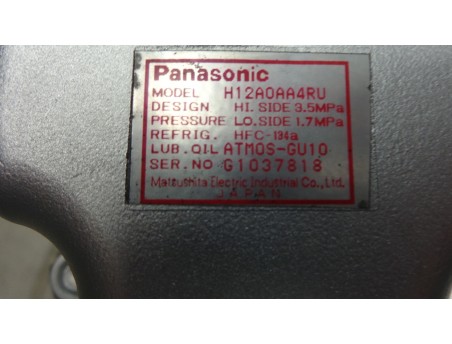 Panasonic
MODEL H12A0AA4RU
DESIGN HI. SIDE 3.5MPa
PRESSURE LO. SIDE 1.7MPa
REFRIG. HFC-134a
LUB. OIL ATMOS-GU10
SER. NO G1037818
Matsushita Electric Industrial Co., Ltd.
JAPAN